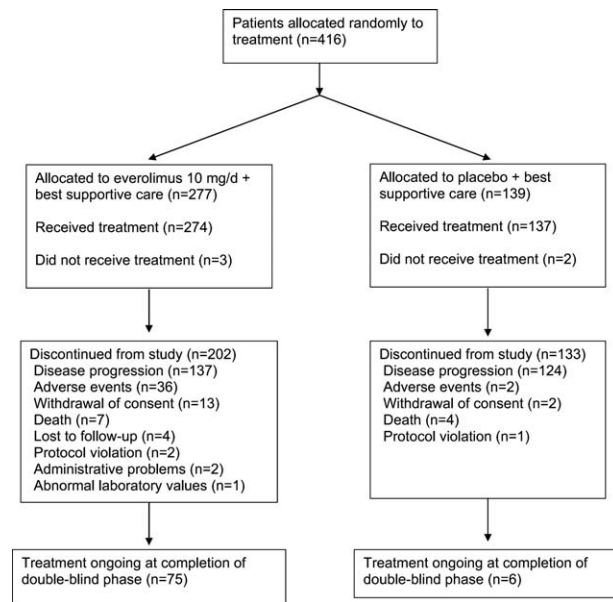 Patients allocated randomly to
treatment (n=416)
Allocated to everolimus 10 mg/d +
best supportive care (n=277)
Received treatment (n=274)
Did not receive treatment (n=3)
Allocated to placebo + best
supportive care (n=139)
Received treatment (n=137)
Did not receive treatment (n=2)
Discontinued from study (n=202)
Disease progression (n=137)
Adverse events (n=36)
Withdrawal of consent (n=13)
Death (n=7)
Lost to follow-up (n=4)
Protocol violation (n=2)
Administrative problems (n=2)
Abnormal laboratory values (n=1)
Discontinued from study (n=133)
Disease progression (n=124)
Adverse events (n=2)
Withdrawal of consent (n=2)
Death (n=4)
Protocol violation (n=1)
Treatment ongoing at completion of
double-blind phase (n=75)
Treatment ongoing at completion of
double-blind phase (n=6)